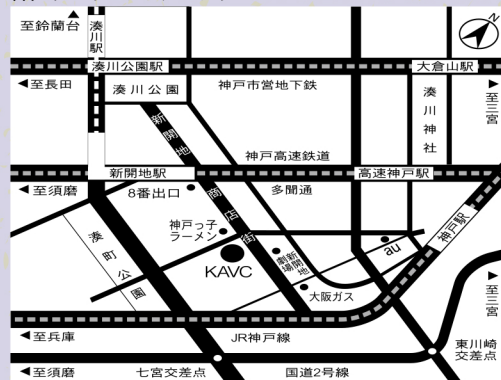 至鈴蘭台
湊川駅
N
湊川公園駅
大倉山駅
至長田
湊川公園
神戸市営地下鉄
至三宮
湊川神社
新開地
神戸高速鉄道
新開地駅
高速神戸駅
至須磨
8番出口
商店街
多聞通
神戸っ子
ラーメン
湊町公園
KAVC
新開地
劇場
au
神戸駅
大阪ガス
至三宮
至兵庫
JR神戸線
東川崎
交差点
至須磨
七宮交差点
国道2号線